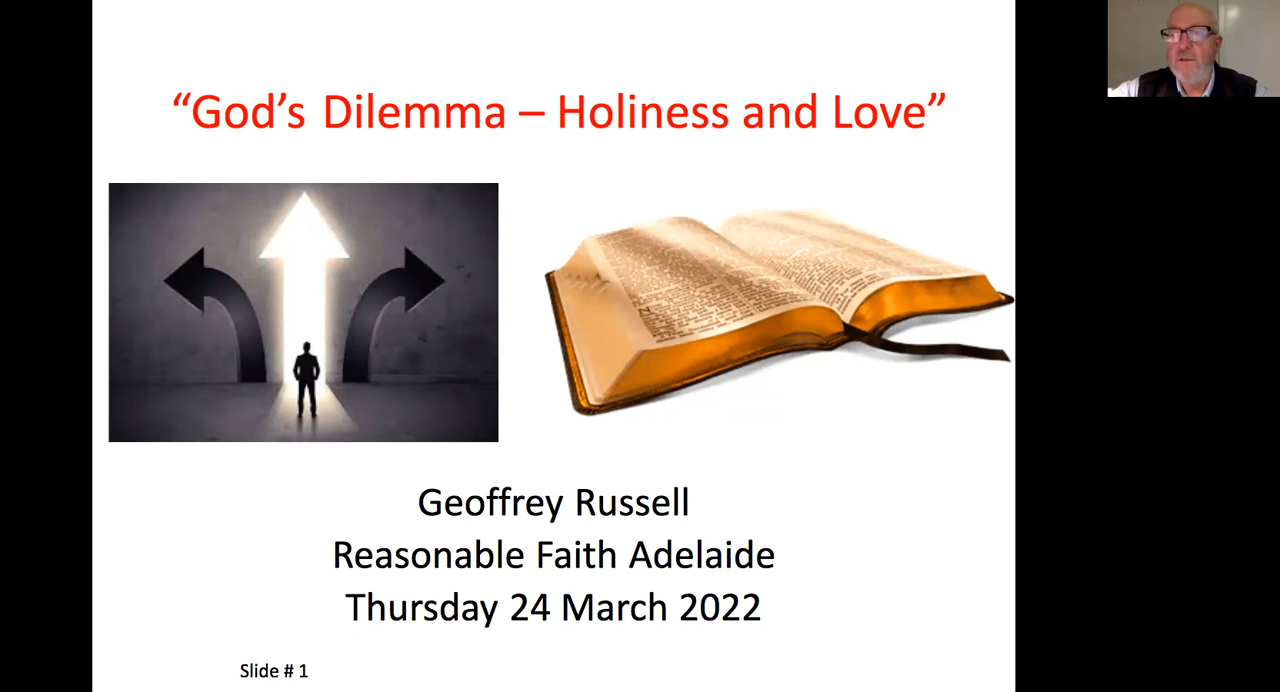 “God’s Dilemma – Holiness and Love”
Geoffrey Russell
Reasonable Faith Adelaide
Thursday 24 March 2022
Slide # 1